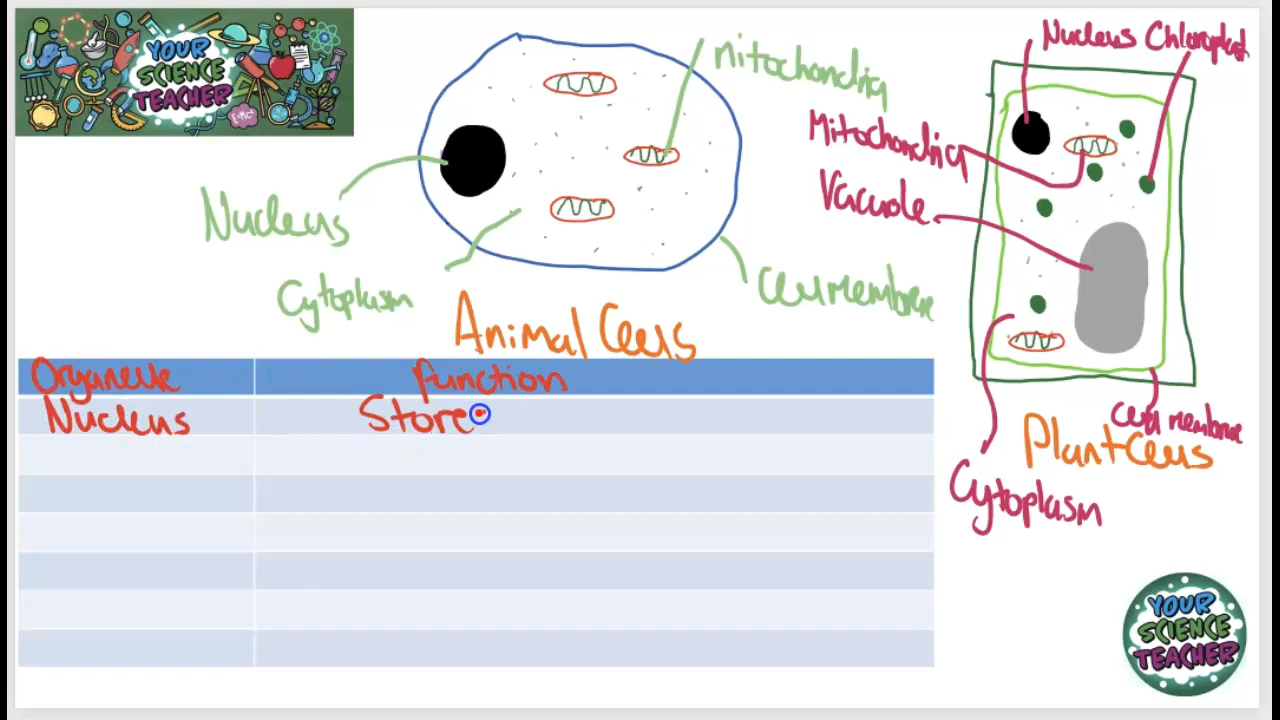 YOUR
SCIENCE
TEACHER
Mitochondria
Nucleus
Cytoplasm
Cell membrane
Animal Cells
Nucleus Chloroplast
Mitochondria
Vacuole
Cell membrane
Plant Cells
Cytoplasm
Organelle Function
Nucleus Store
YOUR
SCIENCE
TEACHER